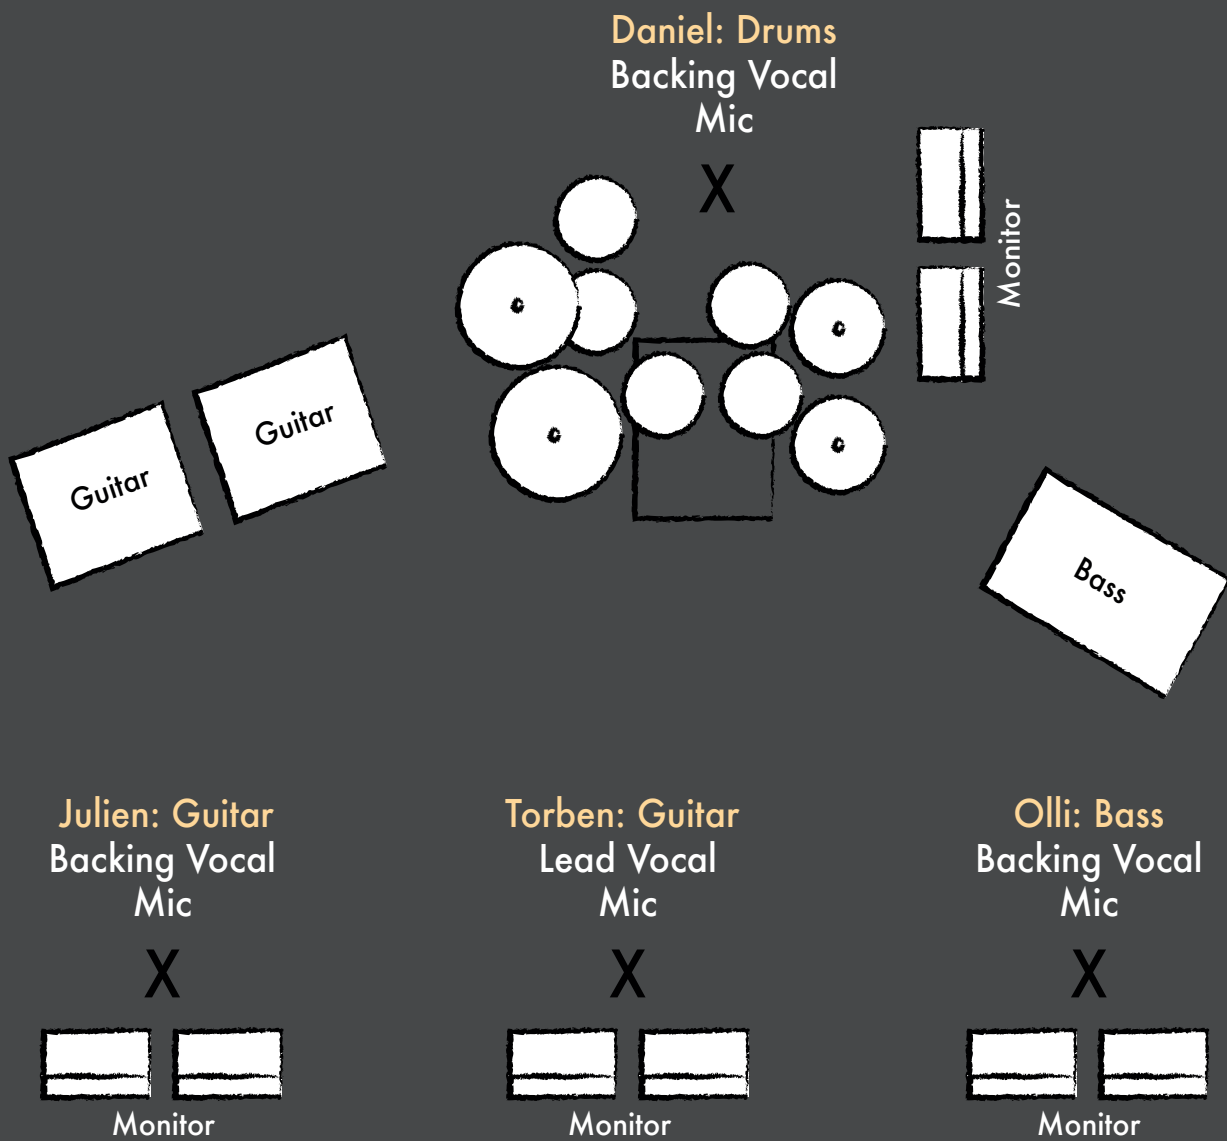 Daniel: Drums
Backing Vocal
Mic
X
Monitor
Guitar
Guitar
Bass
Julien: Guitar
Backing Vocal
Mic
X
Monitor
Torben: Guitar
Lead Vocal
Mic
X
Monitor
Olli: Bass
Backing Vocal
Mic
X
Monitor